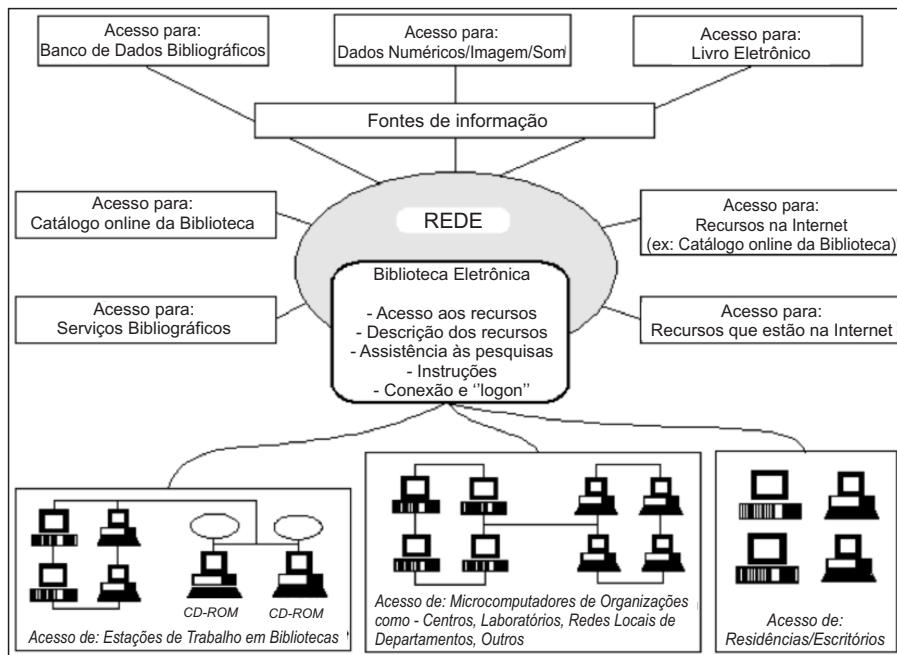 Acesso para:
Banco de Dados Bibliográficos
Acesso para:
Dados Numéricos/Imagem/Som
Acesso para:
Livro Eletrônico
Fontes de informação
Acesso para:
Catálogo online da Biblioteca
REDE
Acesso para:
Recursos na Internet
(ex: Catálogo online da Biblioteca)
Acesso para:
Serviços Bibliográficos
Biblioteca Eletrônica
- Acesso aos recursos
- Descrição dos recursos
- Assistência às pesquisas
- Instruções
- Conexão e ‘‘logon’’
Acesso para:
Recursos que estão na Internet
CD-ROM CD-ROM
Acesso de: Estações de Trabalho em Bibliotecas
Acesso de: Microcomputadores de Organizações
como - Centros, Laboratórios, Redes Locais de
Departamentos, Outros
Acesso de:
Residências/Escritórios